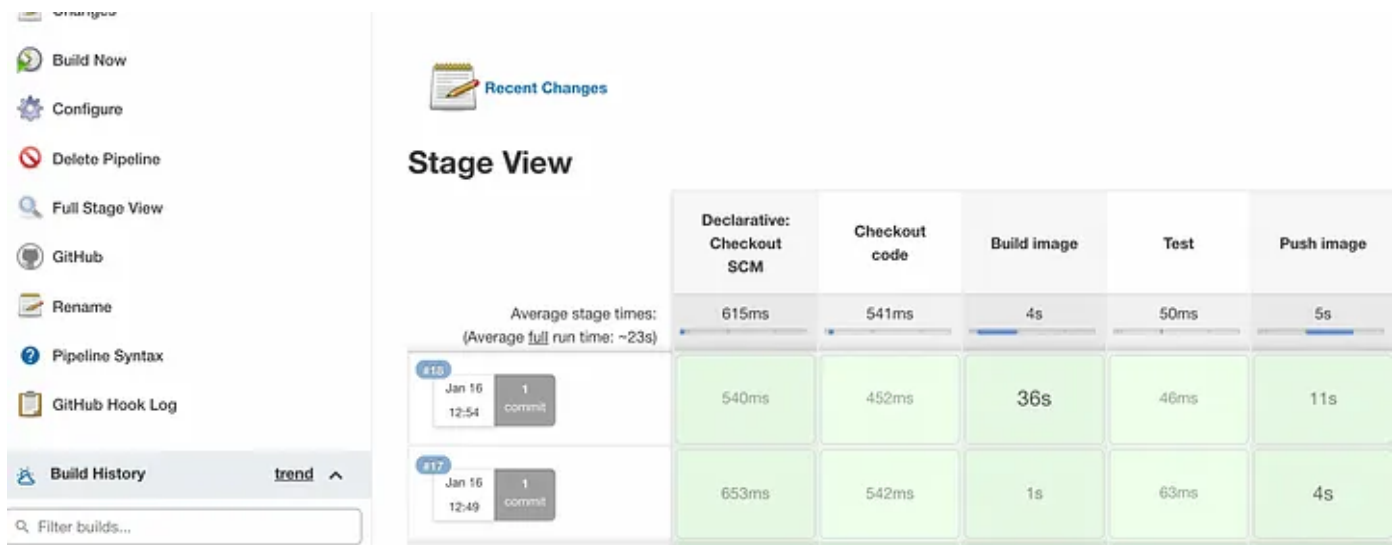 Changes
Build Now
Configure
Delete Pipeline
Full Stage View
GitHub
Rename
Pipeline Syntax
GitHub Hook Log
Build History trend
Filter builds...
Recent Changes
Stage View
Declarative:
Checkout
SCM
Checkout
code
Build image
Test
Push image
Average stage times:
(Average full run time: ~23s)
615ms
541ms
4s
50ms
5s
#18
Jan 16
12:54
1
commit
540ms
452ms
36s
46ms
11s
#17
Jan 16
12:49
1
commit
653ms
542ms
1s
63ms
4s